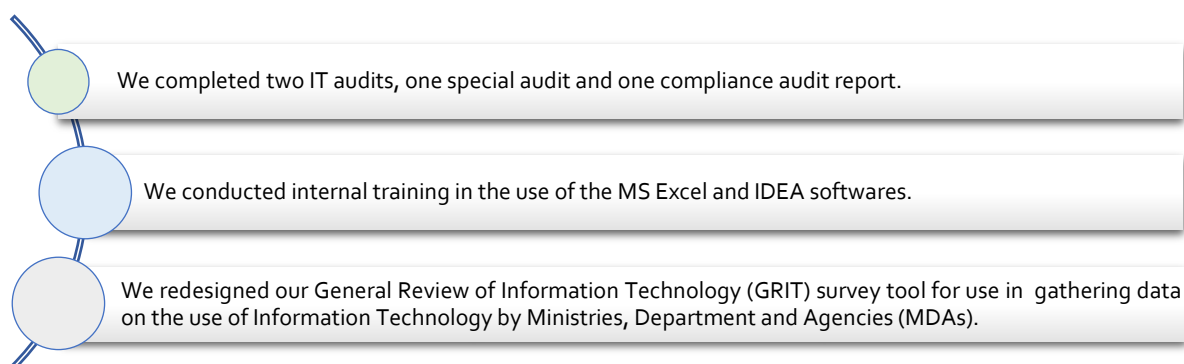 We completed two IT audits, one special audit and one compliance audit report.
We conducted internal training in the use of the MS Excel and IDEA softwares.
We redesigned our General Review of Information Technology (GRIT) survey tool for use in gathering data
on the use of Information Technology by Ministries, Department and Agencies (MDAs).